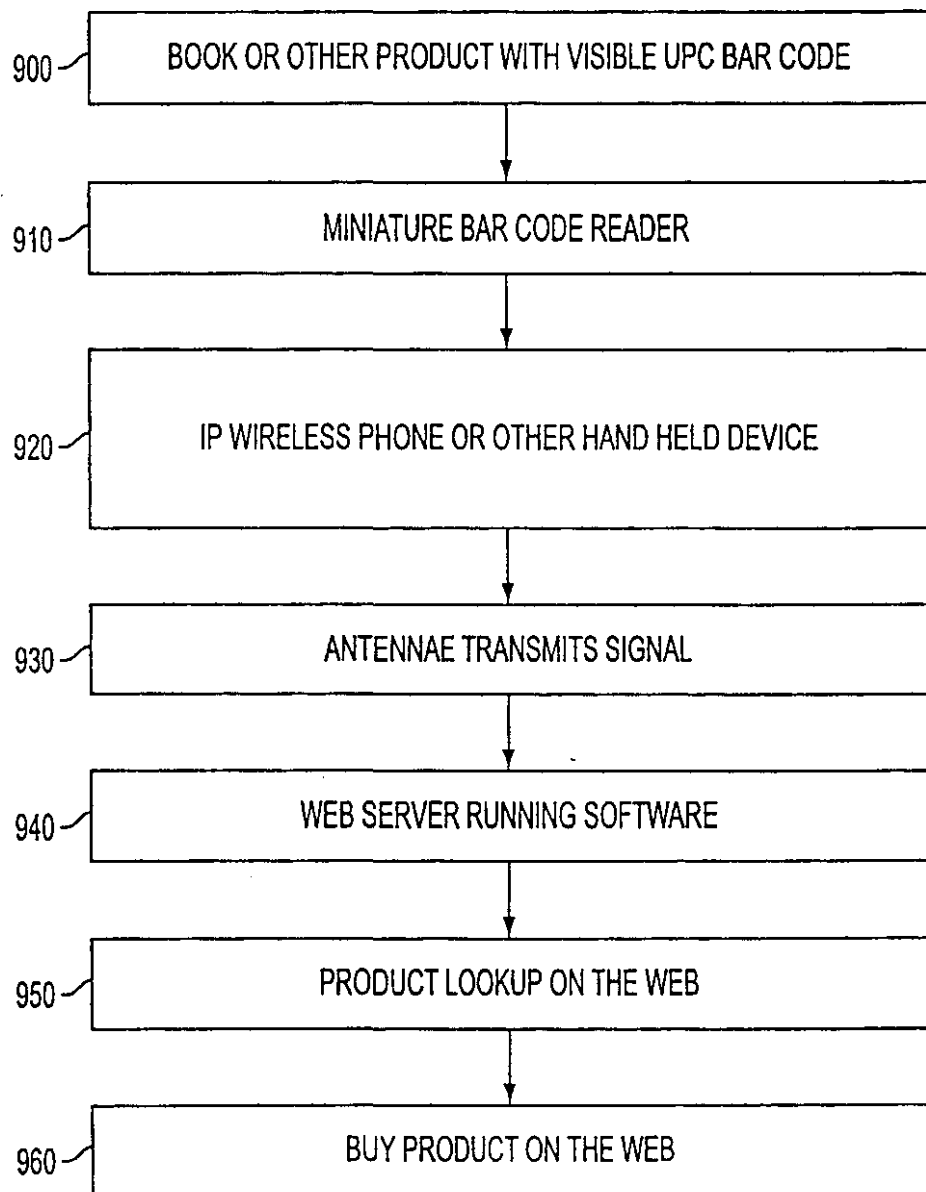 900 BOOK OR OTHER PRODUCT WITH VISIBLE UPC BAR CODE
910 MINIATURE BAR CODE READER
920 IP WIRELESS PHONE OR OTHER HAND HELD DEVICE
930 ANTENNAE TRANSMITS SIGNAL
940 WEB SERVER RUNNING SOFTWARE
950 PRODUCT LOOKUP ON THE WEB
960 BUY PRODUCT ON THE WEB